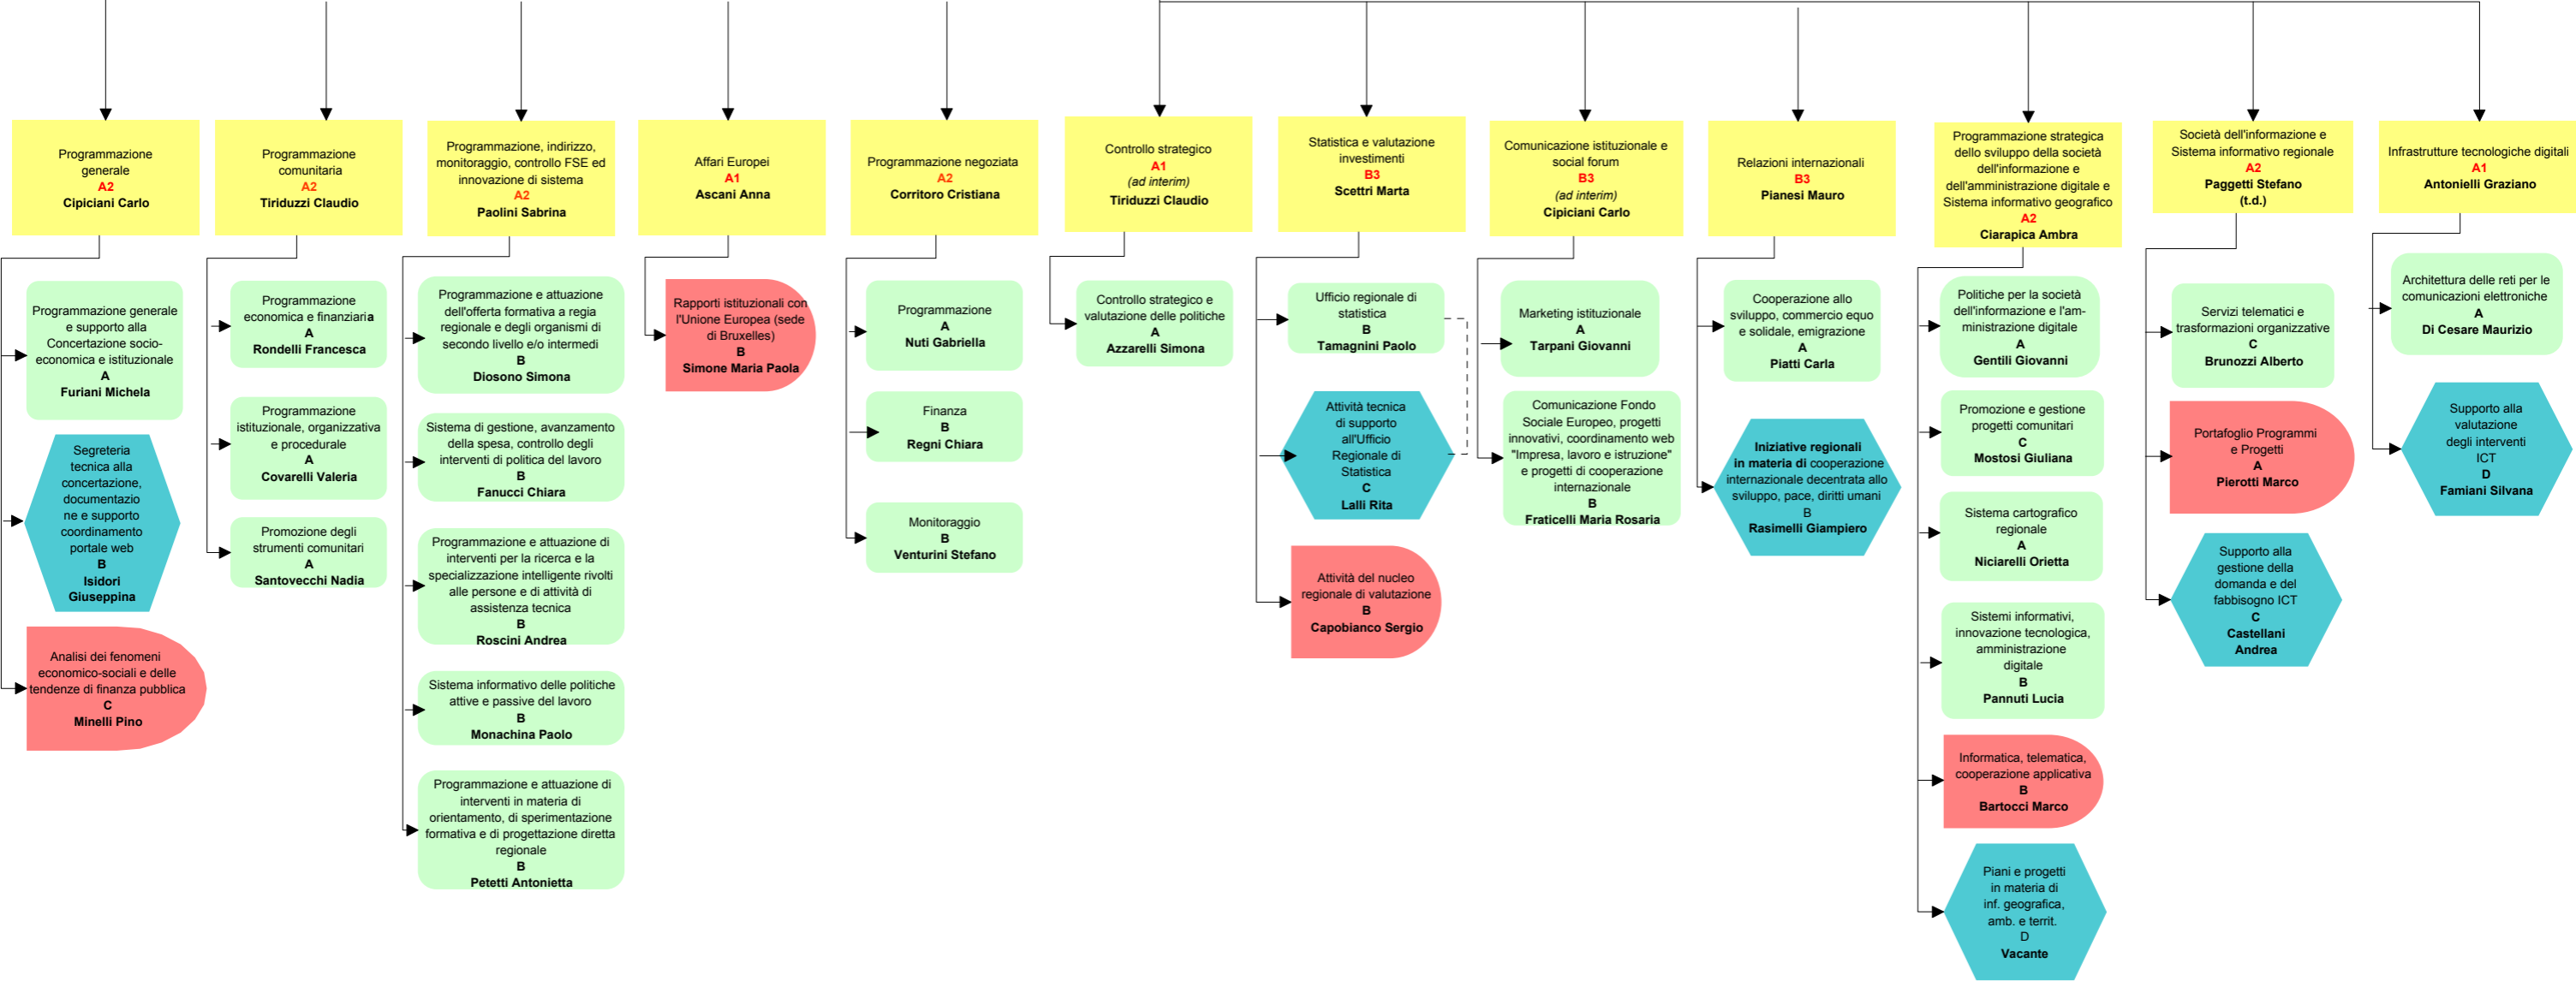 Programmazione
generale
A2
Cipiciani Carlo
Programmazione generale
e supporto alla
Concertazione socio-
economica e istituzionale
A
Furiani Michela
Segreteria
tecnica alla
concertazione,
documentazio
ne e supporto
coordinamento
portale web
B
Isidori
Giuseppina
Analisi dei fenomeni
economico-sociali e delle
tendenze di finanza pubblica
C
Minelli Pino
Programmazione
comunitaria
A2
Tiriduzzi Claudio
Programmazione
economica e finanziaria
A
Rondelli Francesca
Programmazione
istituzionale, organizzativa
e procedurale
A
Covarelli Valeria
Promozione degli
strumenti comunitari
A
Santovecchi Nadia
Programmazione, indirizzo,
monitoraggio, controllo FSE ed
innovazione di sistema
A2
Paolini Sabrina
Programmazione e attuazione
dell'offerta formativa a regia
regionale e degli organismi di
secondo livello e/o intermedi
B
Diosono Simona
Sistema di gestione, avanzamento
della spesa, controllo degli
interventi di politica del lavoro
B
Fanucci Chiara
Programmazione e attuazione di
interventi per la ricerca e la
specializzazione intelligente rivolti
alle persone e di attività di
assistenza tecnica
B
Roscini Andrea
Sistema informativo delle politiche
attive e passive del lavoro
B
Monachina Paolo
Programmazione e attuazione di
interventi in materia di
orientamento, di sperimentazione
formativa e di progettazione diretta
regionale
B
Petetti Antonietta
Affari Europei
A1
Ascani Anna
Rapporti istituzionali con
l'Unione Europea (sede
di Bruxelles)
B
Simone Maria Paola
Programmazione negoziata
A2
Corritoro Cristiana
Programmazione
A
Nuti Gabriella
Finanza
B
Regni Chiara
Monitoraggio
B
Venturini Stefano
Controllo strategico
A1
(ad interim)
Tiriduzzi Claudio
Controllo strategico e
valutazione delle politiche
A
Azzarelli Simona
Statistica e valutazione
investimenti
B3
Scettri Marta
Ufficio regionale di
statistica
B
Tamagnini Paolo
Attività tecnica
di supporto
all'Ufficio
Regionale di
Statistica
C
Lalli Rita
Attività del nucleo
regionale di valutazione
B
Capobianco Sergio
Comunicazione istituzionale e
social forum
B3
(ad interim)
Cipiciani Carlo
Marketing istituzionale
A
Tarpani Giovanni
Comunicazione Fondo
Sociale Europeo, progetti
innovativi, coordinamento web
"Impresa, lavoro e istruzione"
e progetti di cooperazione
internazionale
B
Fraticelli Maria Rosaria
Relazioni internazionali
B3
Pianesi Mauro
Cooperazione allo
sviluppo, commercio equo
e solidale, emigrazione
A
Piatti Carla
Iniziative regionali
in materia di cooperazione
internazionale decentrata allo
sviluppo, pace, diritti umani
B
Rasimelli Giampiero
Programmazione strategica
dello sviluppo della società
dell'informazione e
dell'amministrazione digitale e
Sistema informativo geografico
A2
Ciarapica Ambra
Politiche per la società
dell'informazione e l'am-
ministrazione digitale
A
Gentili Giovanni
Promozione e gestione
progetti comunitari
C
Mostosi Giuliana
Sistema cartografico
regionale
A
Niciarelli Orietta
Sistemi informativi,
innovazione tecnologica,
amministrazione
digitale
B
Pannuti Lucia
Informatica, telematica,
cooperazione applicativa
B
Bartocci Marco
Piani e progetti
in materia di
inf. geografica,
amb. e territ.
D
Vacante
Società dell'informazione e
Sistema informativo regionale
A2
Paggetti Stefano
(t.d.)
Servizi telematici e
trasformazioni organizzative
C
Brunozzi Alberto
Portafoglio Programmi
e Progetti
A
Pierotti Marco
Supporto alla
gestione della
domanda e del
fabbisogno ICT
C
Castellani
Andrea
Infrastrutture tecnologiche digitali
A1
Antonielli Graziano
Architettura delle reti per le
comunicazioni elettroniche
A
Di Cesare Maurizio
Supporto alla
valutazione
degli interventi
ICT
D
Famiani Silvana